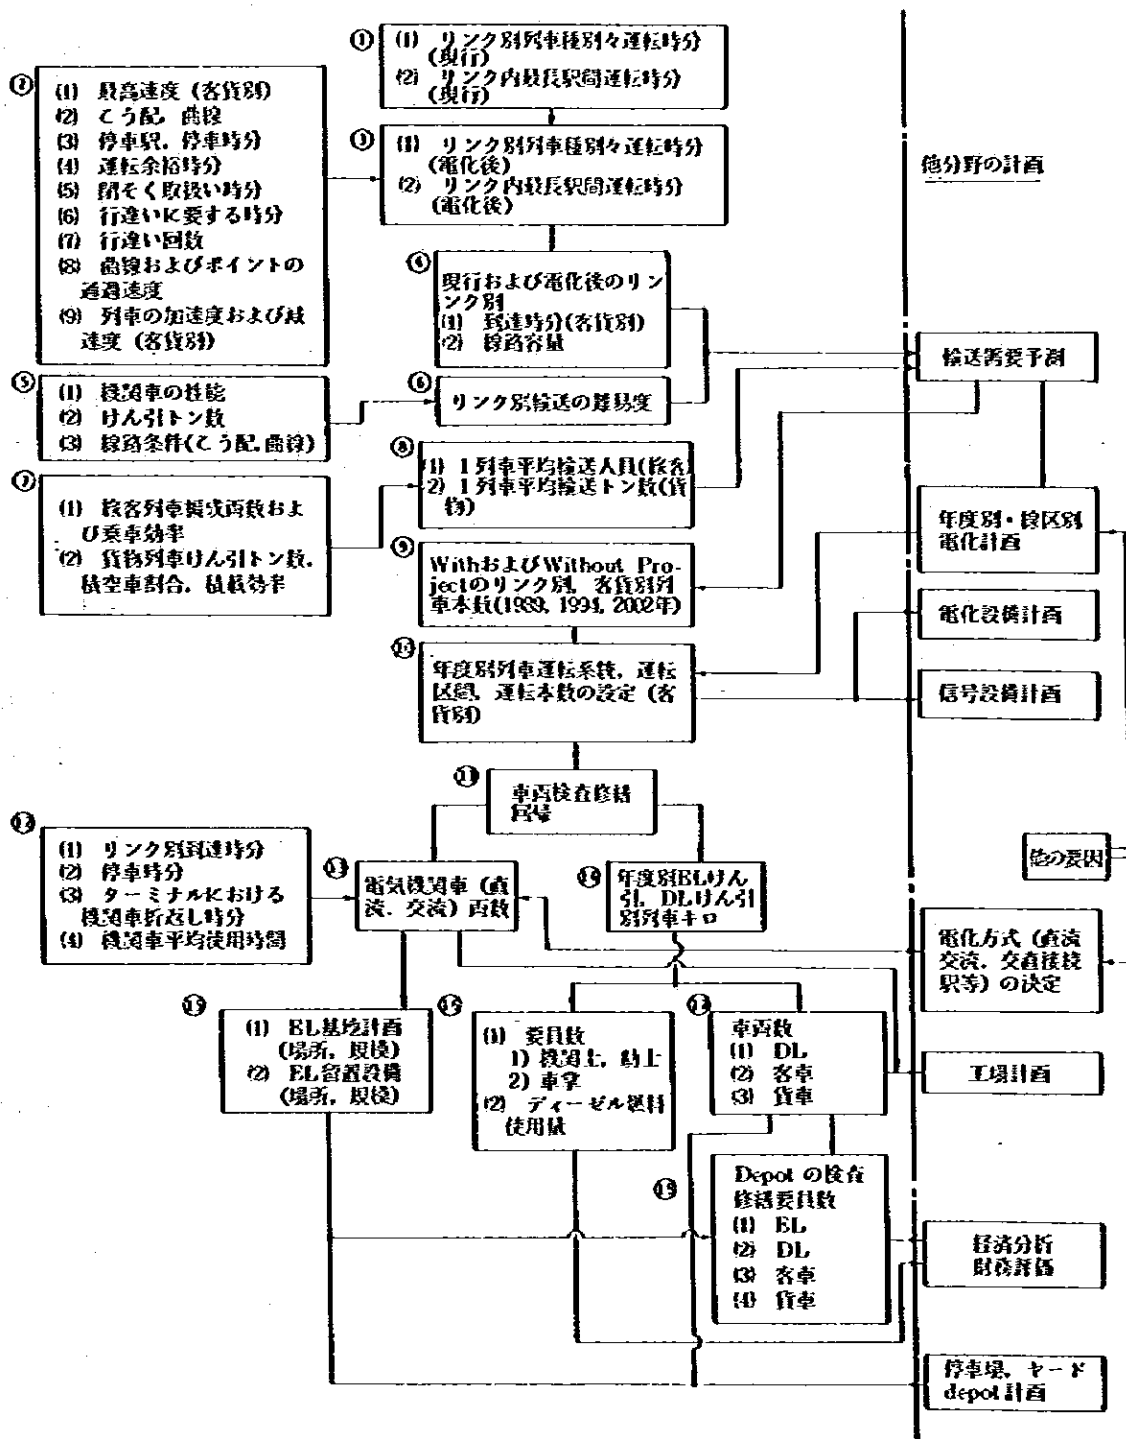 ①
(1) リンク別列車種別々運転時分
(現行)
(2) リンク内最長駅間運転時分
(現行)
②
(1) 最高速度 (客貨別)
(2) こう配, 曲線
(3) 停車駅, 停車時分
(4) 運転余裕時分
(5) 閉そく取扱い時分
(6) 行違いに要する時分
(7) 行違い回数
(8) 曲線およびポイントの
通過速度
(9) 列車の加速度および減
速度 (客貨別)
③
(1) リンク別列車種別々運転時分
(電化後)
(2) リンク内最長駅間運転時分
(電化後)
他分野の計画
④
現行および電化後のリン
ンク別
(1) 到達時分(客貨別)
(2) 線路容量
輸送需要予測
⑤
(1) 機関車の性能
(2) けん引トン数
(3) 線路条件(こう配,曲線)
⑥
リンク別輸送の難易度
⑦
(1) 旅客列車編成両数およ
び乗車効率
(2) 貨物列車けん引トン数,
積空車割合, 積載効率
⑧
(1) 1列車平均輸送人員(旅客)
2) 1列車平均輸送トン数(貨
物)
年度別・線区別
電化計画
⑨
WithおよびWithout Pro-
jectのリンク別, 客貨別列
車本数(1989, 1994, 2002年)
電化設備計画
年度別列車運転系統, 運転
区間, 運転本数の設定 (客
貨別)
信号設備計画
⑪
車両検査修繕
回帰
(1) リンク別到達時分
(2) 停車時分
(3) ターミナルにおける
機関車折返し時分
(4) 機関車平均使用時間
電気機関車 (直
流, 交流) 両数
⑭
年度別ELけん
引, DLけん引
別列車キロ
他の要因
電化方式 (直流
交流, 交直接続
駅等) の決定
(1) EL基地計画
(場所, 規模)
(2) EL留置設備
(場所, 規模)
(1) 要員数
1) 機関士, 助士
2) 車掌
(2) ディーゼル燃料
使用量
車両数
(1) DL
(2) 客車
(3) 貨車
工場計画
Depot の検査
修繕要員数
(1) EL
(2) DL
(3) 客車
(4) 貨車
経済分析
財務評価
停車場, ヤード
depot 計画